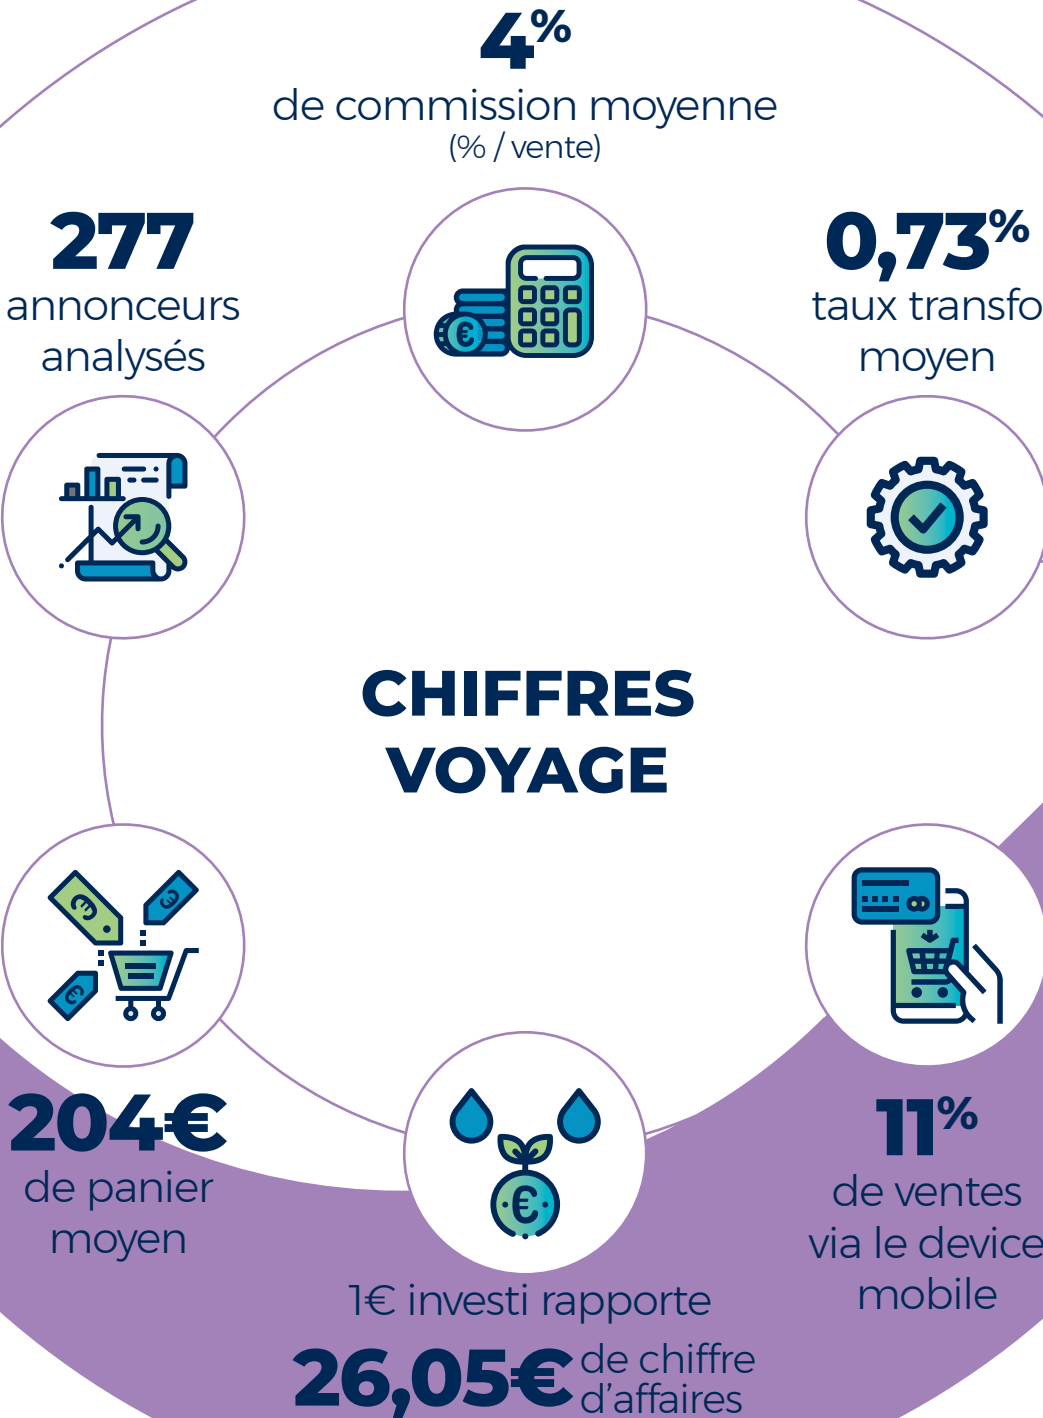 4%
de commission moyenne
(% / vente)
277
annonceurs
analysés
0,73%
taux transfo
moyen
CHIFFRES
VOYAGE
204€
de panier
moyen
11%
de ventes
via le device
mobile
1€ investi rapporte
26,05€ de chiffre
d'affaires